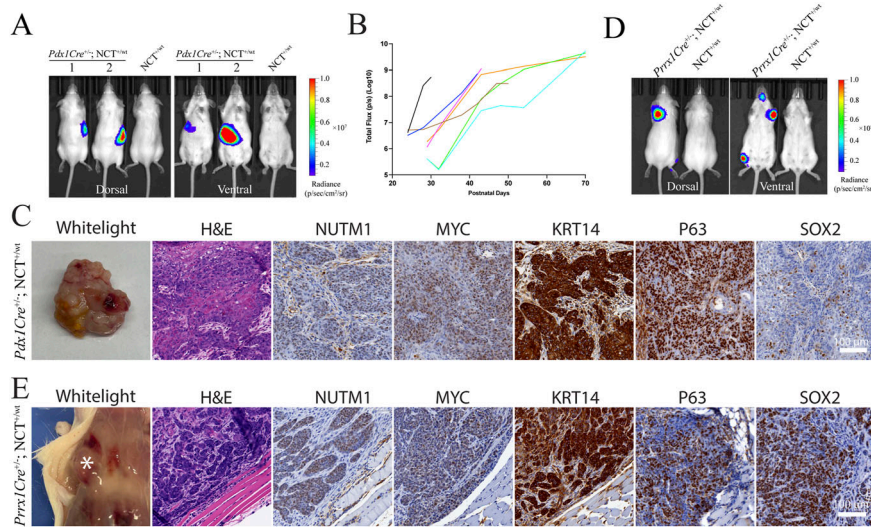 A
Pdx1Cre+/-; NCT+/wt
1
2
NCT+/wt
Pdx1Cre+/-; NCT+/wt
1
2
NCT+/wt
Dorsal
Ventral
1.0
0.8
0.6
0.4
0.2
×10⁷
Radiance
(p/sec/cm²/sr)
B
Total Flux (p/s) (Log10)
10
9
8
7
6
5
20
30
40
50
60
70
Postnatal Days
D
Prrx1Cre+/-; NCT+/wt
NCT+/wt
Prrx1Cre+/-; NCT+/wt
NCT+/wt
Dorsal
Ventral
1.0
0.8
0.6
0.4
0.2
×10⁷
Radiance
(p/sec/cm²/sr)
C
Whitelight
H&E
NUTM1
MYC
KRT14
P63
SOX2
Pdx1Cre+/-; NCT+/wt
100 μm
E
Whitelight
H&E
NUTM1
MYC
KRT14
P63
SOX2
Prrx1Cre+/-; NCT+/wt
*
100 μm